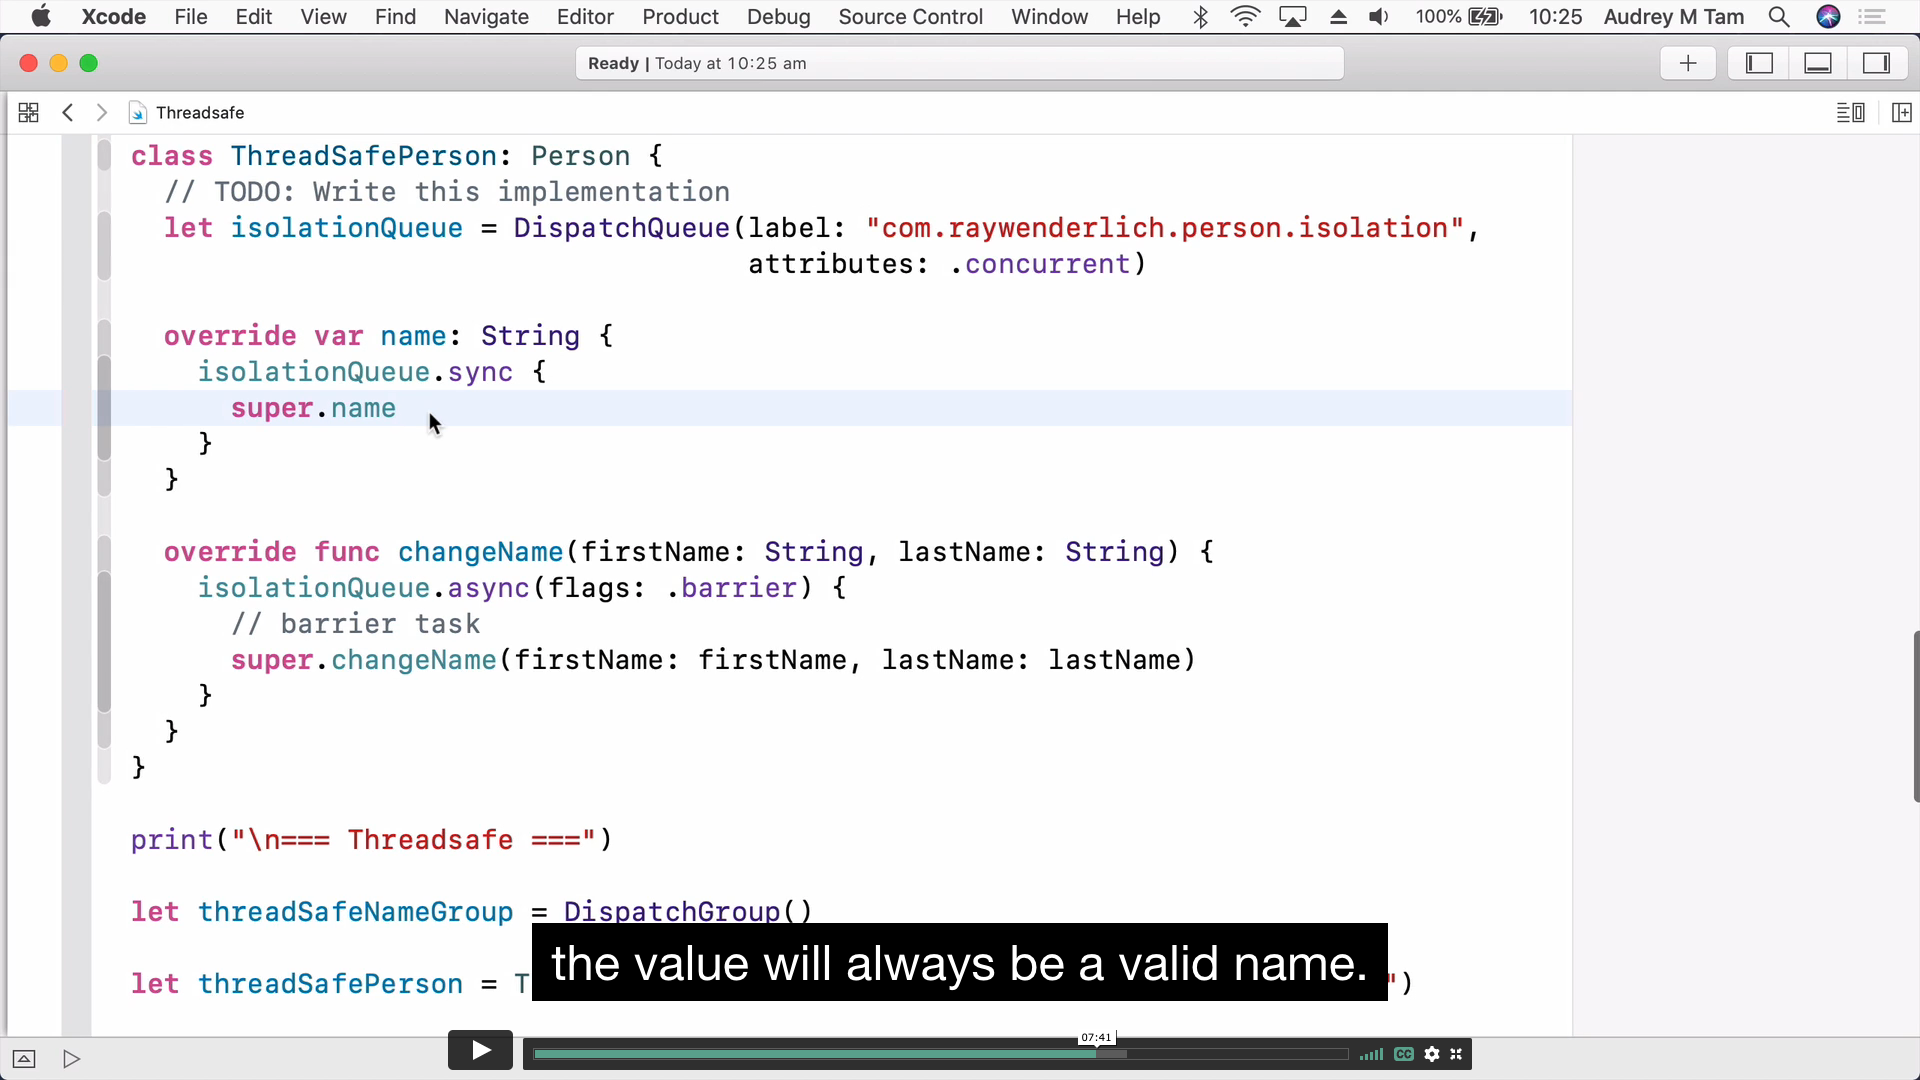 Xcode File Edit View Find Navigate Editor Product Debug Source Control Window Help 100% 10:25 Audrey M Tam
Ready | Today at 10:25 am
Threadsafe
class ThreadSafePerson: Person {
// TODO: Write this implementation
let isolationQueue = DispatchQueue(label: "com.raywenderlich.person.isolation",
attributes: .concurrent)
override var name: String {
isolationQueue.sync {
super.name
}
}
override func changeName(firstName: String, lastName: String) {
isolationQueue.async(flags: .barrier) {
// barrier task
super.changeName(firstName: firstName, lastName: lastName)
}
}
}
print("\n=== Threadsafe ===")
let threadSafeNameGroup = DispatchGroup()
let threadSafePerson = T ")
the value will always be a valid name.
07:41
CC